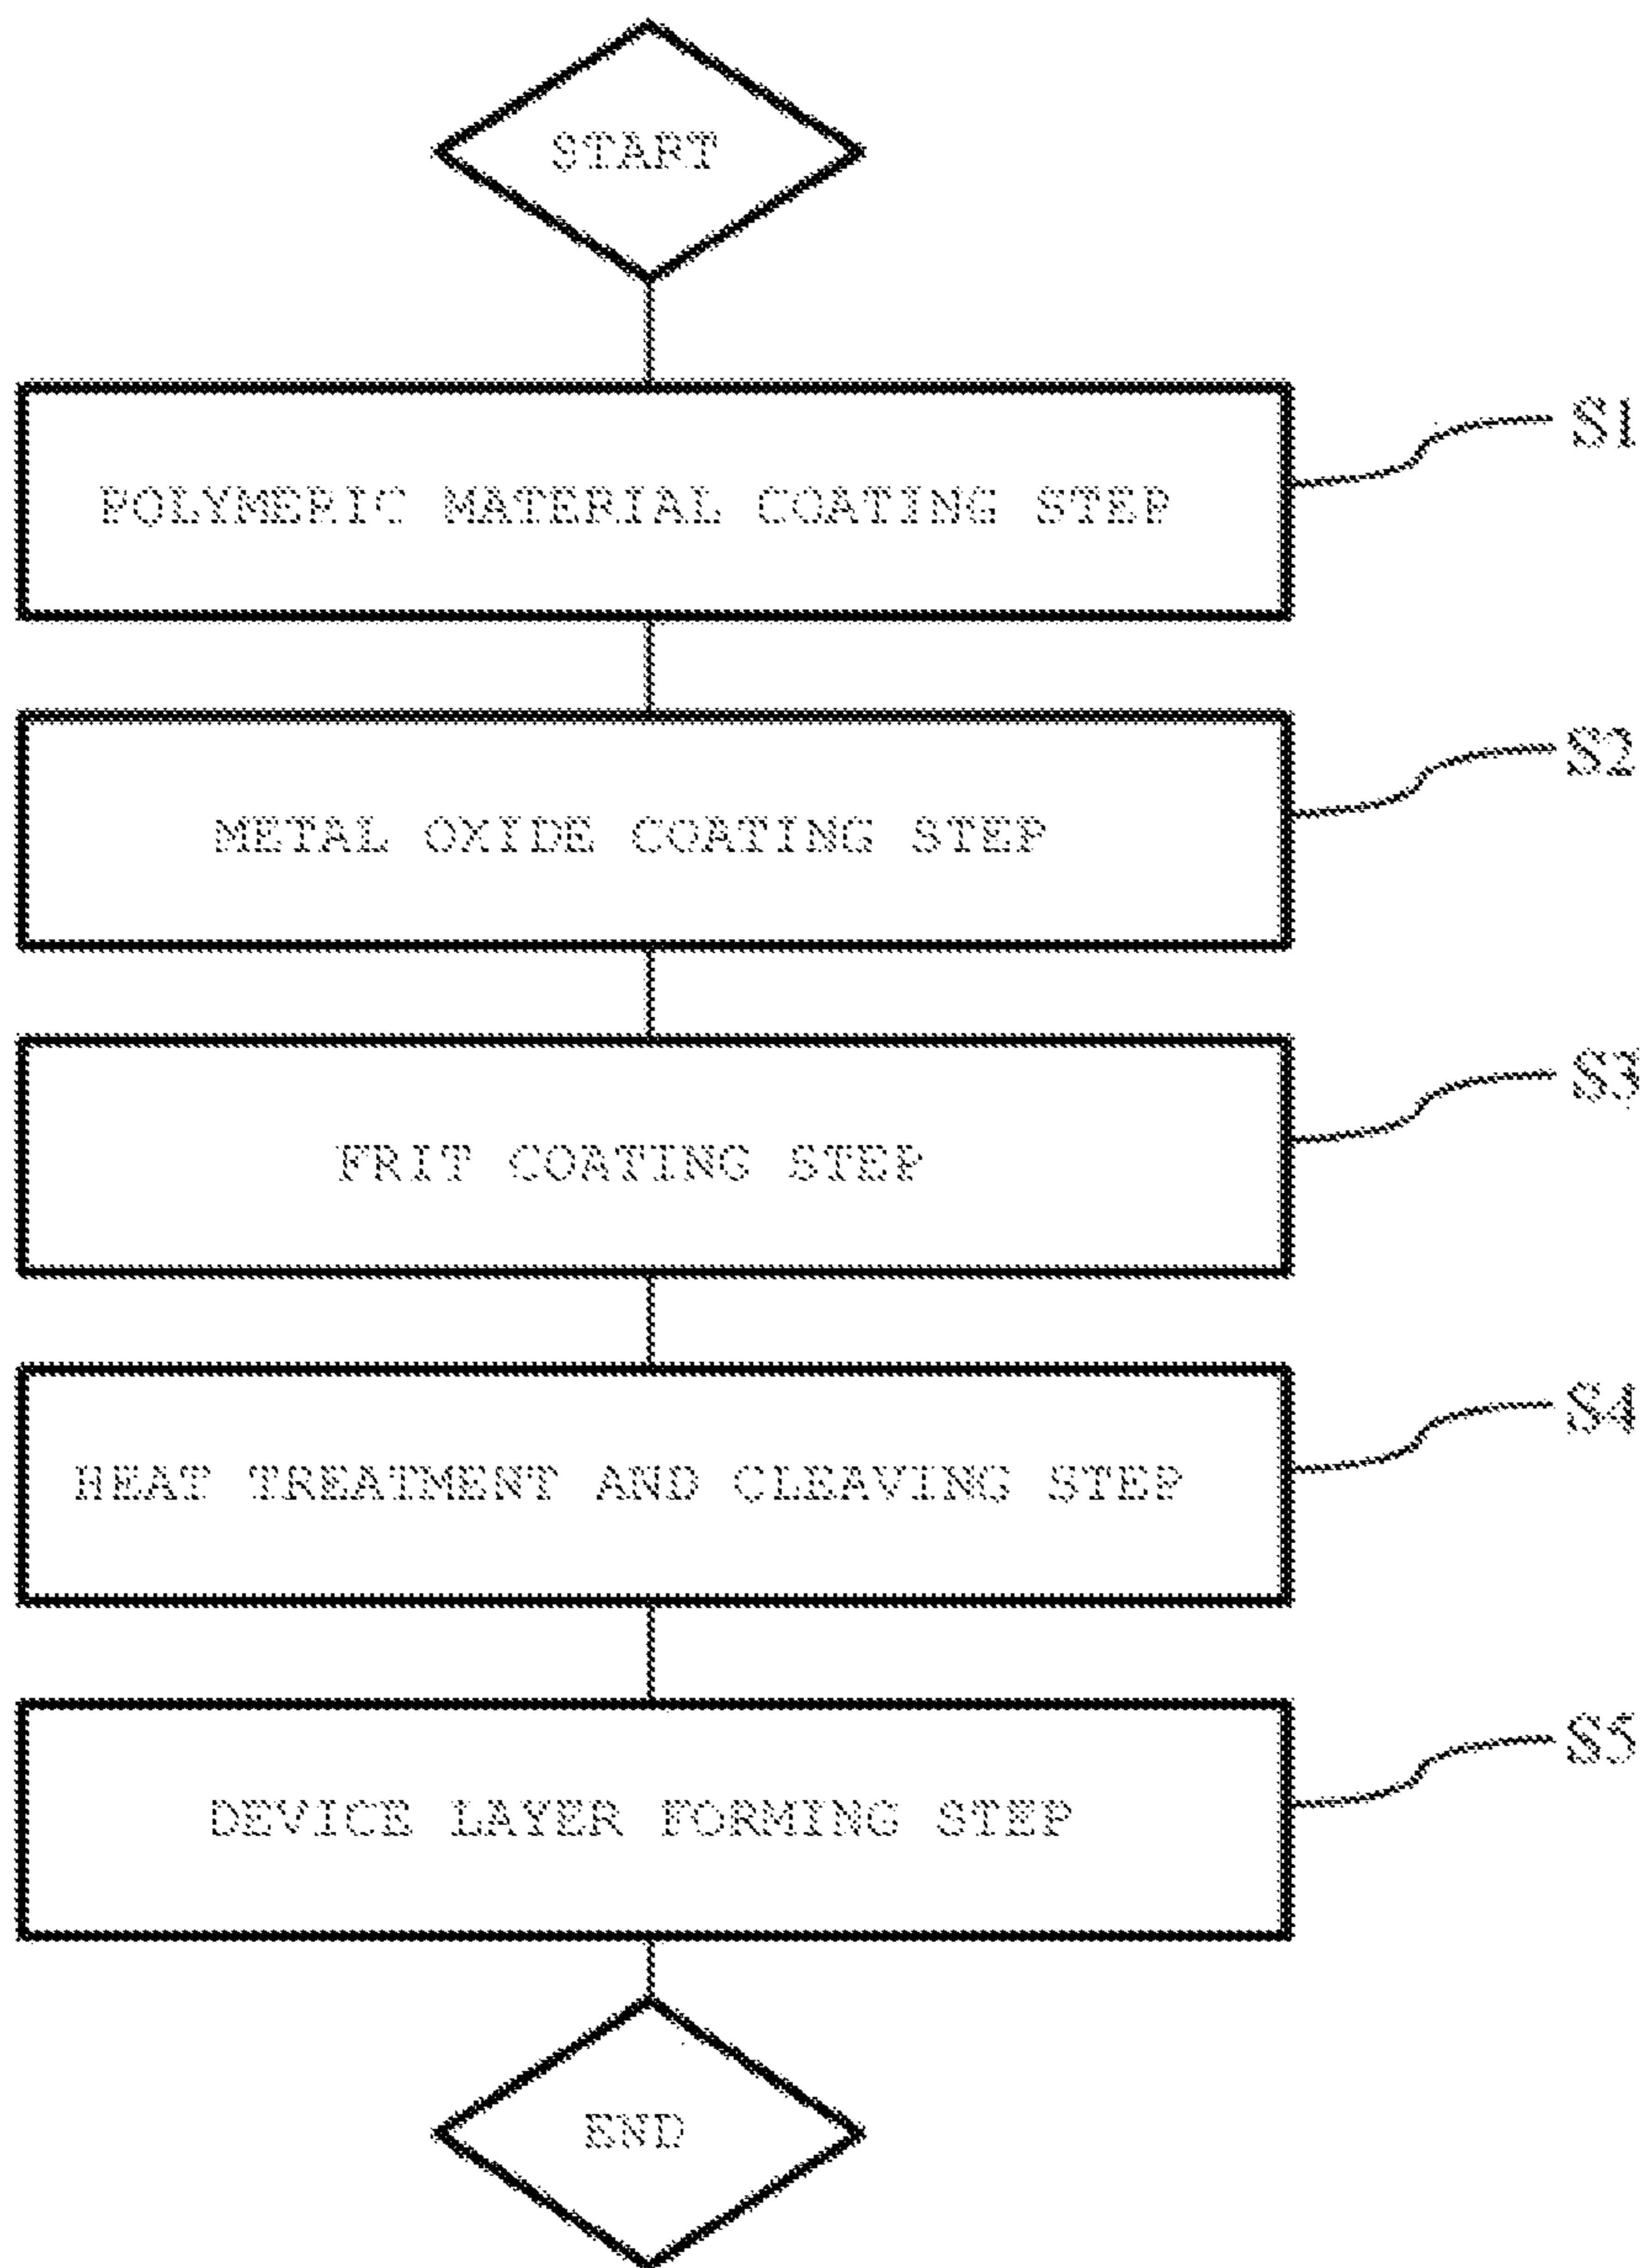 START
POLYMERIC MATERIAL COATING STEP
S1
METAL OXIDE COATING STEP
S2
FRIT COATING STEP
S3
HEAT TREATMENT AND CLEAVING STEP
S4
DEVICE LAYER FORMING STEP
S5
END